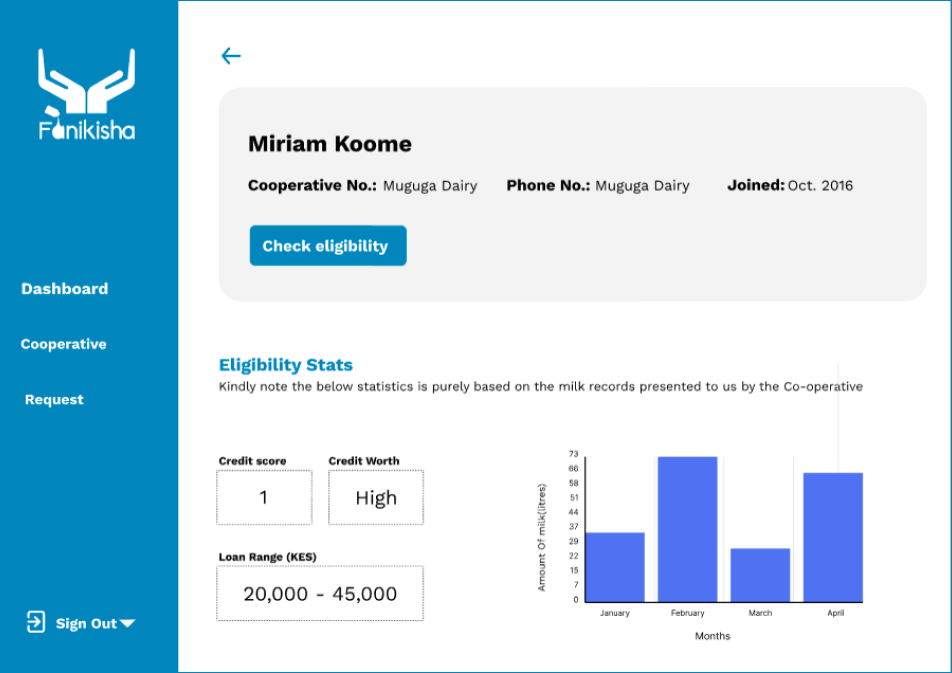 Fanikisha
Dashboard
Cooperative
Request
Sign Out
Miriam Koome
Cooperative No.: Muguga Dairy Phone No.: Muguga Dairy Joined: Oct. 2016
Check eligibility
Eligibility Stats
Kindly note the below statistics is purely based on the milk records presented to us by the Co-operative
Credit score Credit Worth
1 High
Loan Range (KES)
20,000 - 45,000
Amount Of milk(litres)
73
66
58
51
44
37
29
22
15
7
0
January February March April
Months